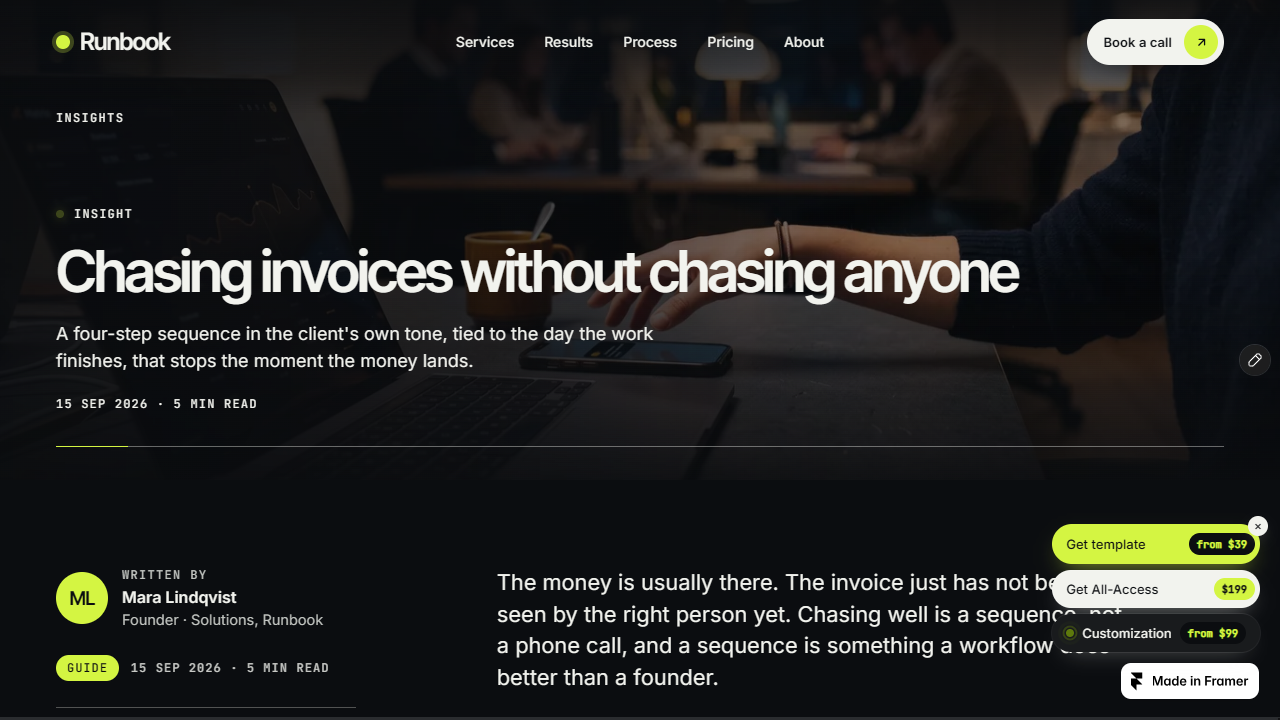 Runbook
Services
Results
Process
Pricing
About
Book a call
INSIGHTS
INSIGHT
Chasing invoices without chasing anyone
A four-step sequence in the client's own tone, tied to the day the work
finishes, that stops the moment the money lands.
15 SEP 2026 · 5 MIN READ
ML
WRITTEN BY
Mara Lindqvist
Founder · Solutions, Runbook
GUIDE
15 SEP 2026 · 5 MIN READ
The money is usually there. The invoice just has not
seen by the right person yet. Chasing well is a sequence, not
a phone call, and a sequence is something a workflow does
better than a founder.
Get template
from $39
Get All-Access
$199
Customization
from $99
Made in Framer